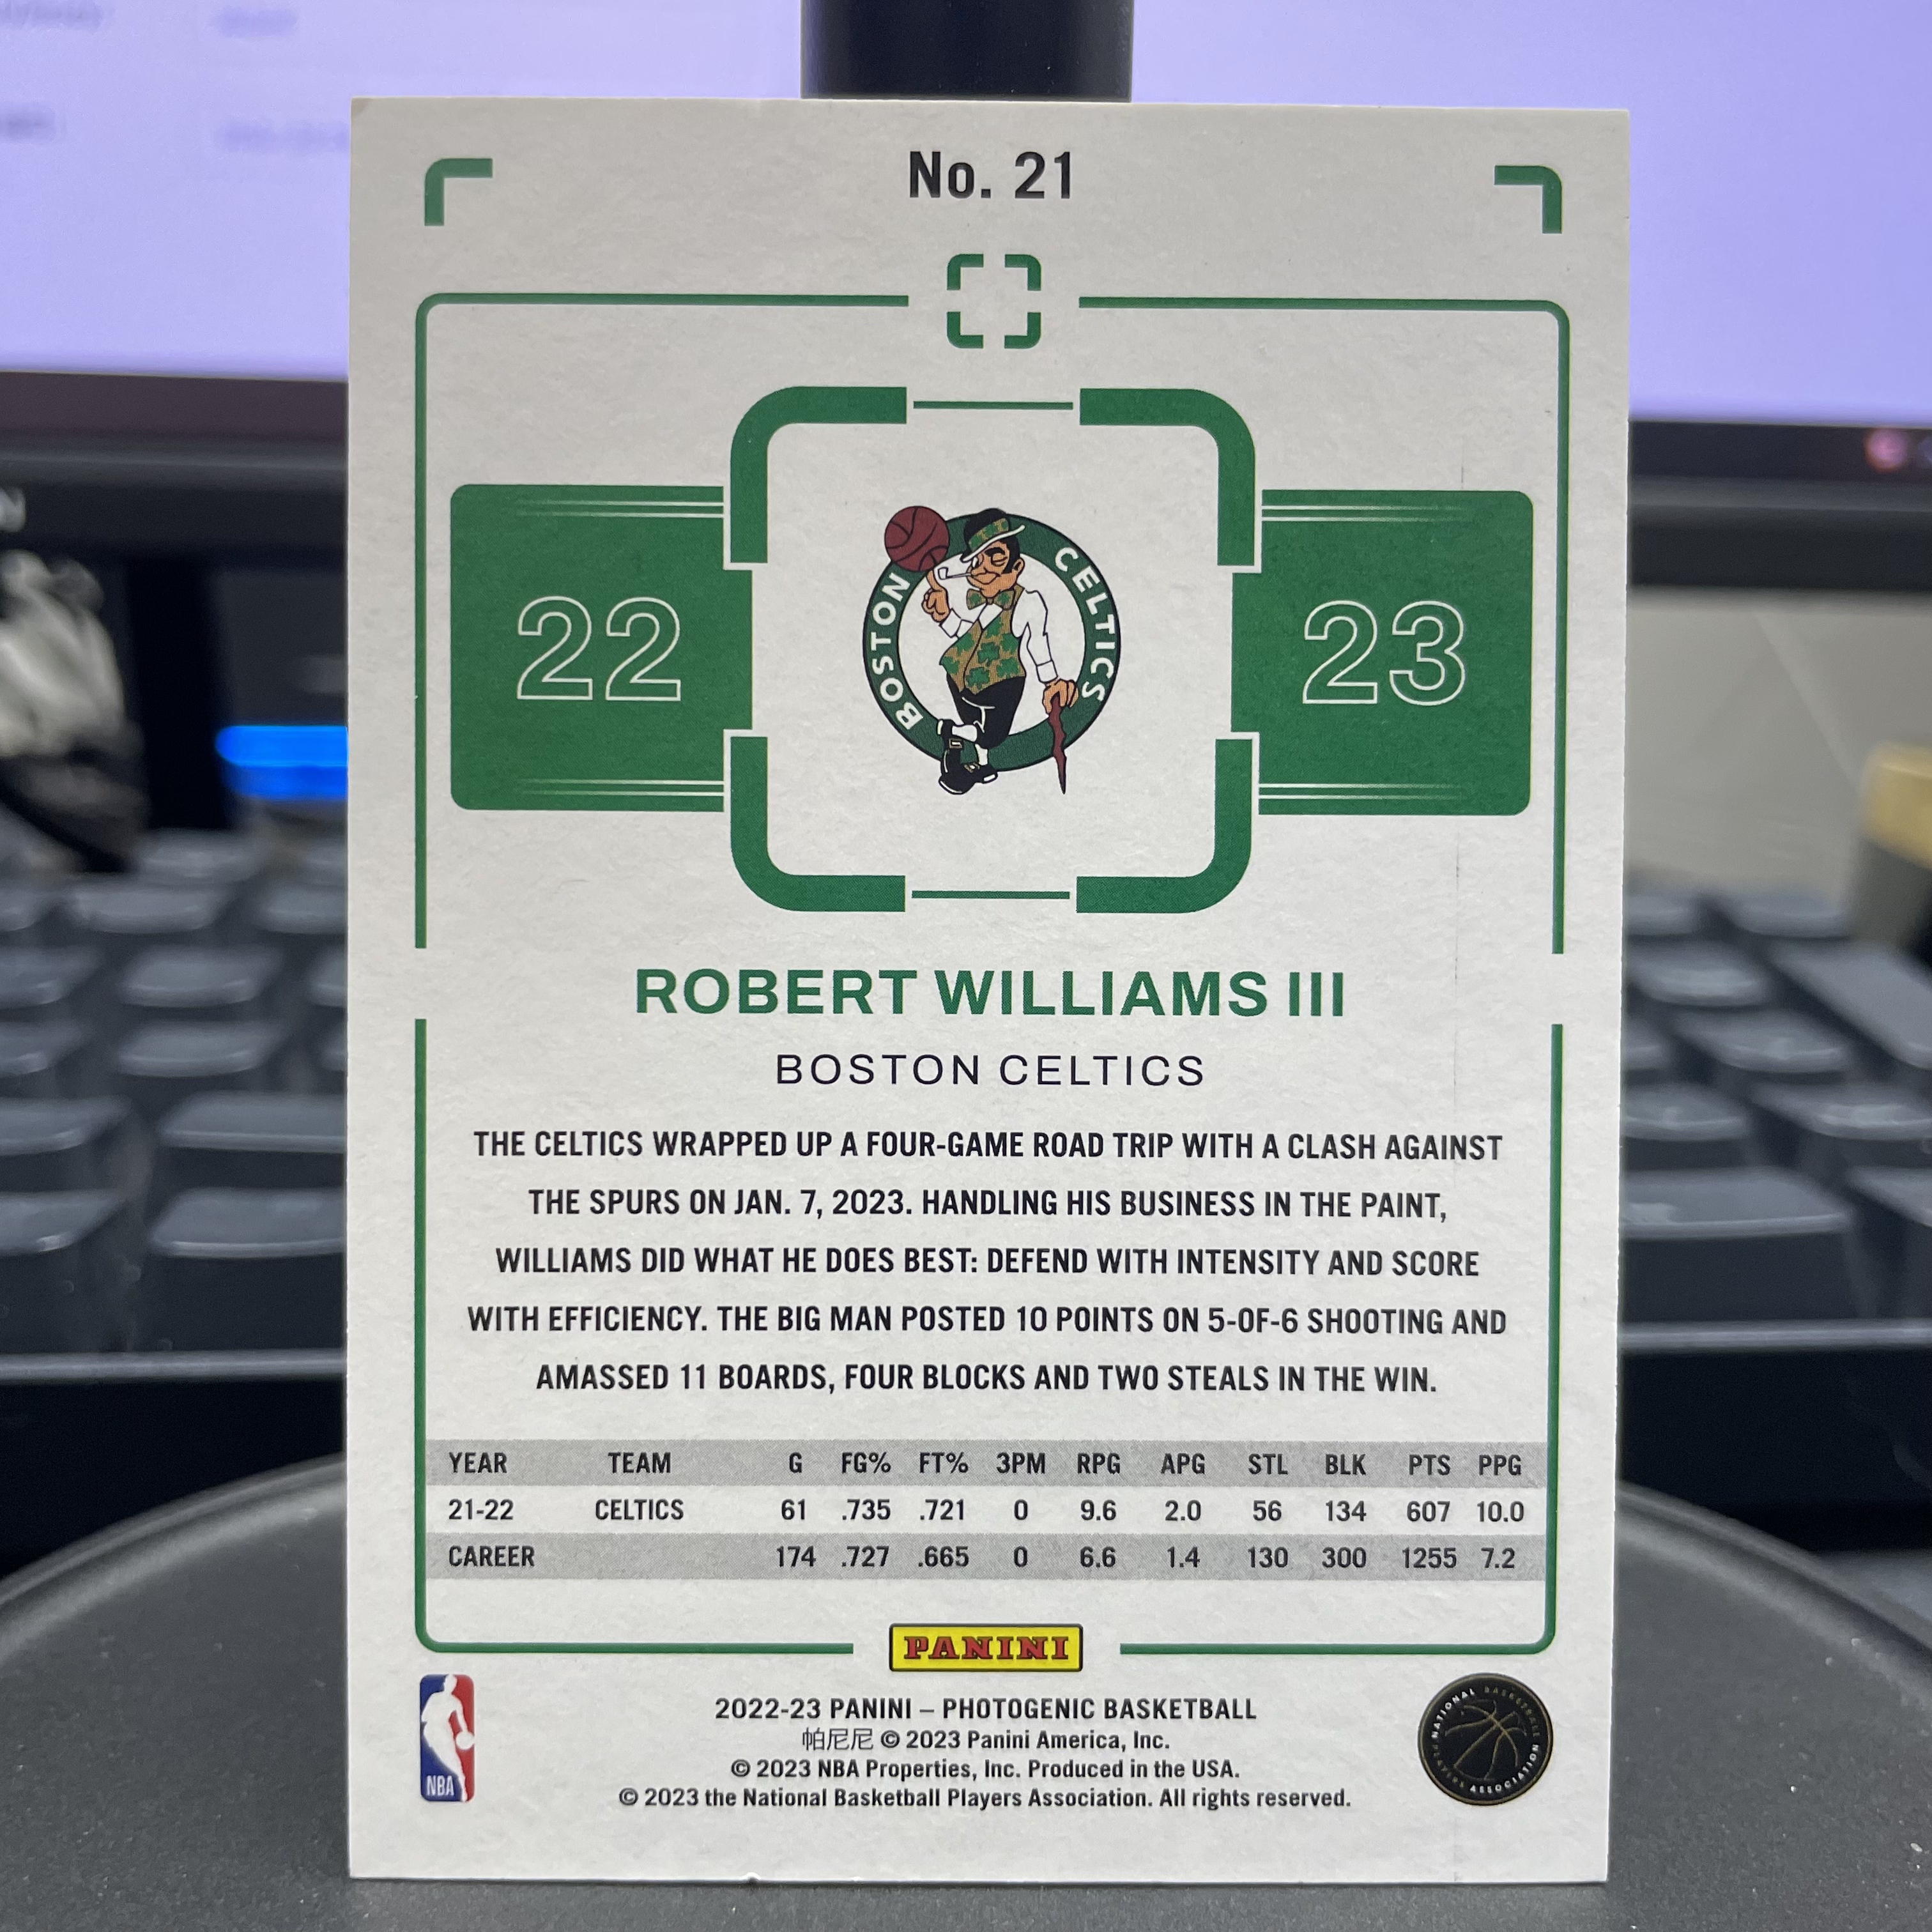 No. 21
22
BOSTON CELTICS
23
ROBERT WILLIAMS III
BOSTON CELTICS
THE CELTICS WRAPPED UP A FOUR-GAME ROAD TRIP WITH A CLASH AGAINST
THE SPURS ON JAN. 7, 2023. HANDLING HIS BUSINESS IN THE PAINT,
WILLIAMS DID WHAT HE DOES BEST: DEFEND WITH INTENSITY AND SCORE
WITH EFFICIENCY. THE BIG MAN POSTED 10 POINTS ON 5-OF-6 SHOOTING AND
AMASSED 11 BOARDS, FOUR BLOCKS AND TWO STEALS IN THE WIN.
YEAR TEAM G FG% FT% 3PM RPG APG STL BLK PTS PPG
21-22 CELTICS 61 .735 .721 0 9.6 2.0 56 134 607 10.0
CAREER 174 .727 .665 0 6.6 1.4 130 300 1255 7.2
PANINI
2022-23 PANINI – PHOTOGENIC BASKETBALL
帕尼尼 © 2023 Panini America, Inc.
© 2023 NBA Properties, Inc. Produced in the USA.
© 2023 the National Basketball Players Association. All rights reserved.
NBA
NATIONAL BASKETBALL PLAYERS ASSOCIATION